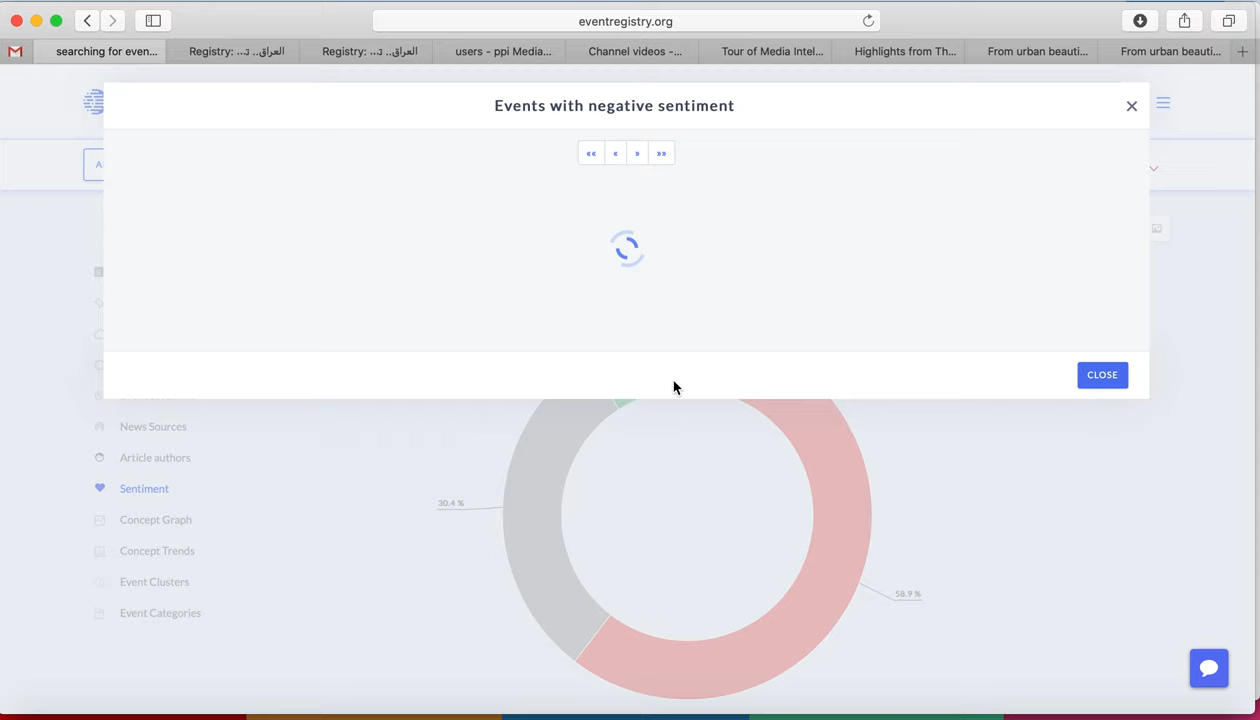 eventregistry.org
searching for even...
Registry: ...العراق.. تـ
Registry: ...العراق.. تـ
users - ppi Media...
Channel videos -...
Tour of Media Intel...
Highlights from Th...
From urban beauti...
From urban beauti...
Events with negative sentiment
×
«« « » »»
CLOSE
News Sources
Article authors
Sentiment
Concept Graph
Concept Trends
Event Clusters
Event Categories
30.4 %
58.9 %